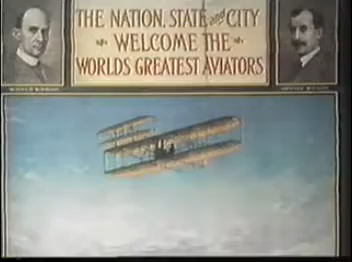 THE NATION, STATE and CITY
WELCOME THE
WORLDS GREATEST AVIATORS